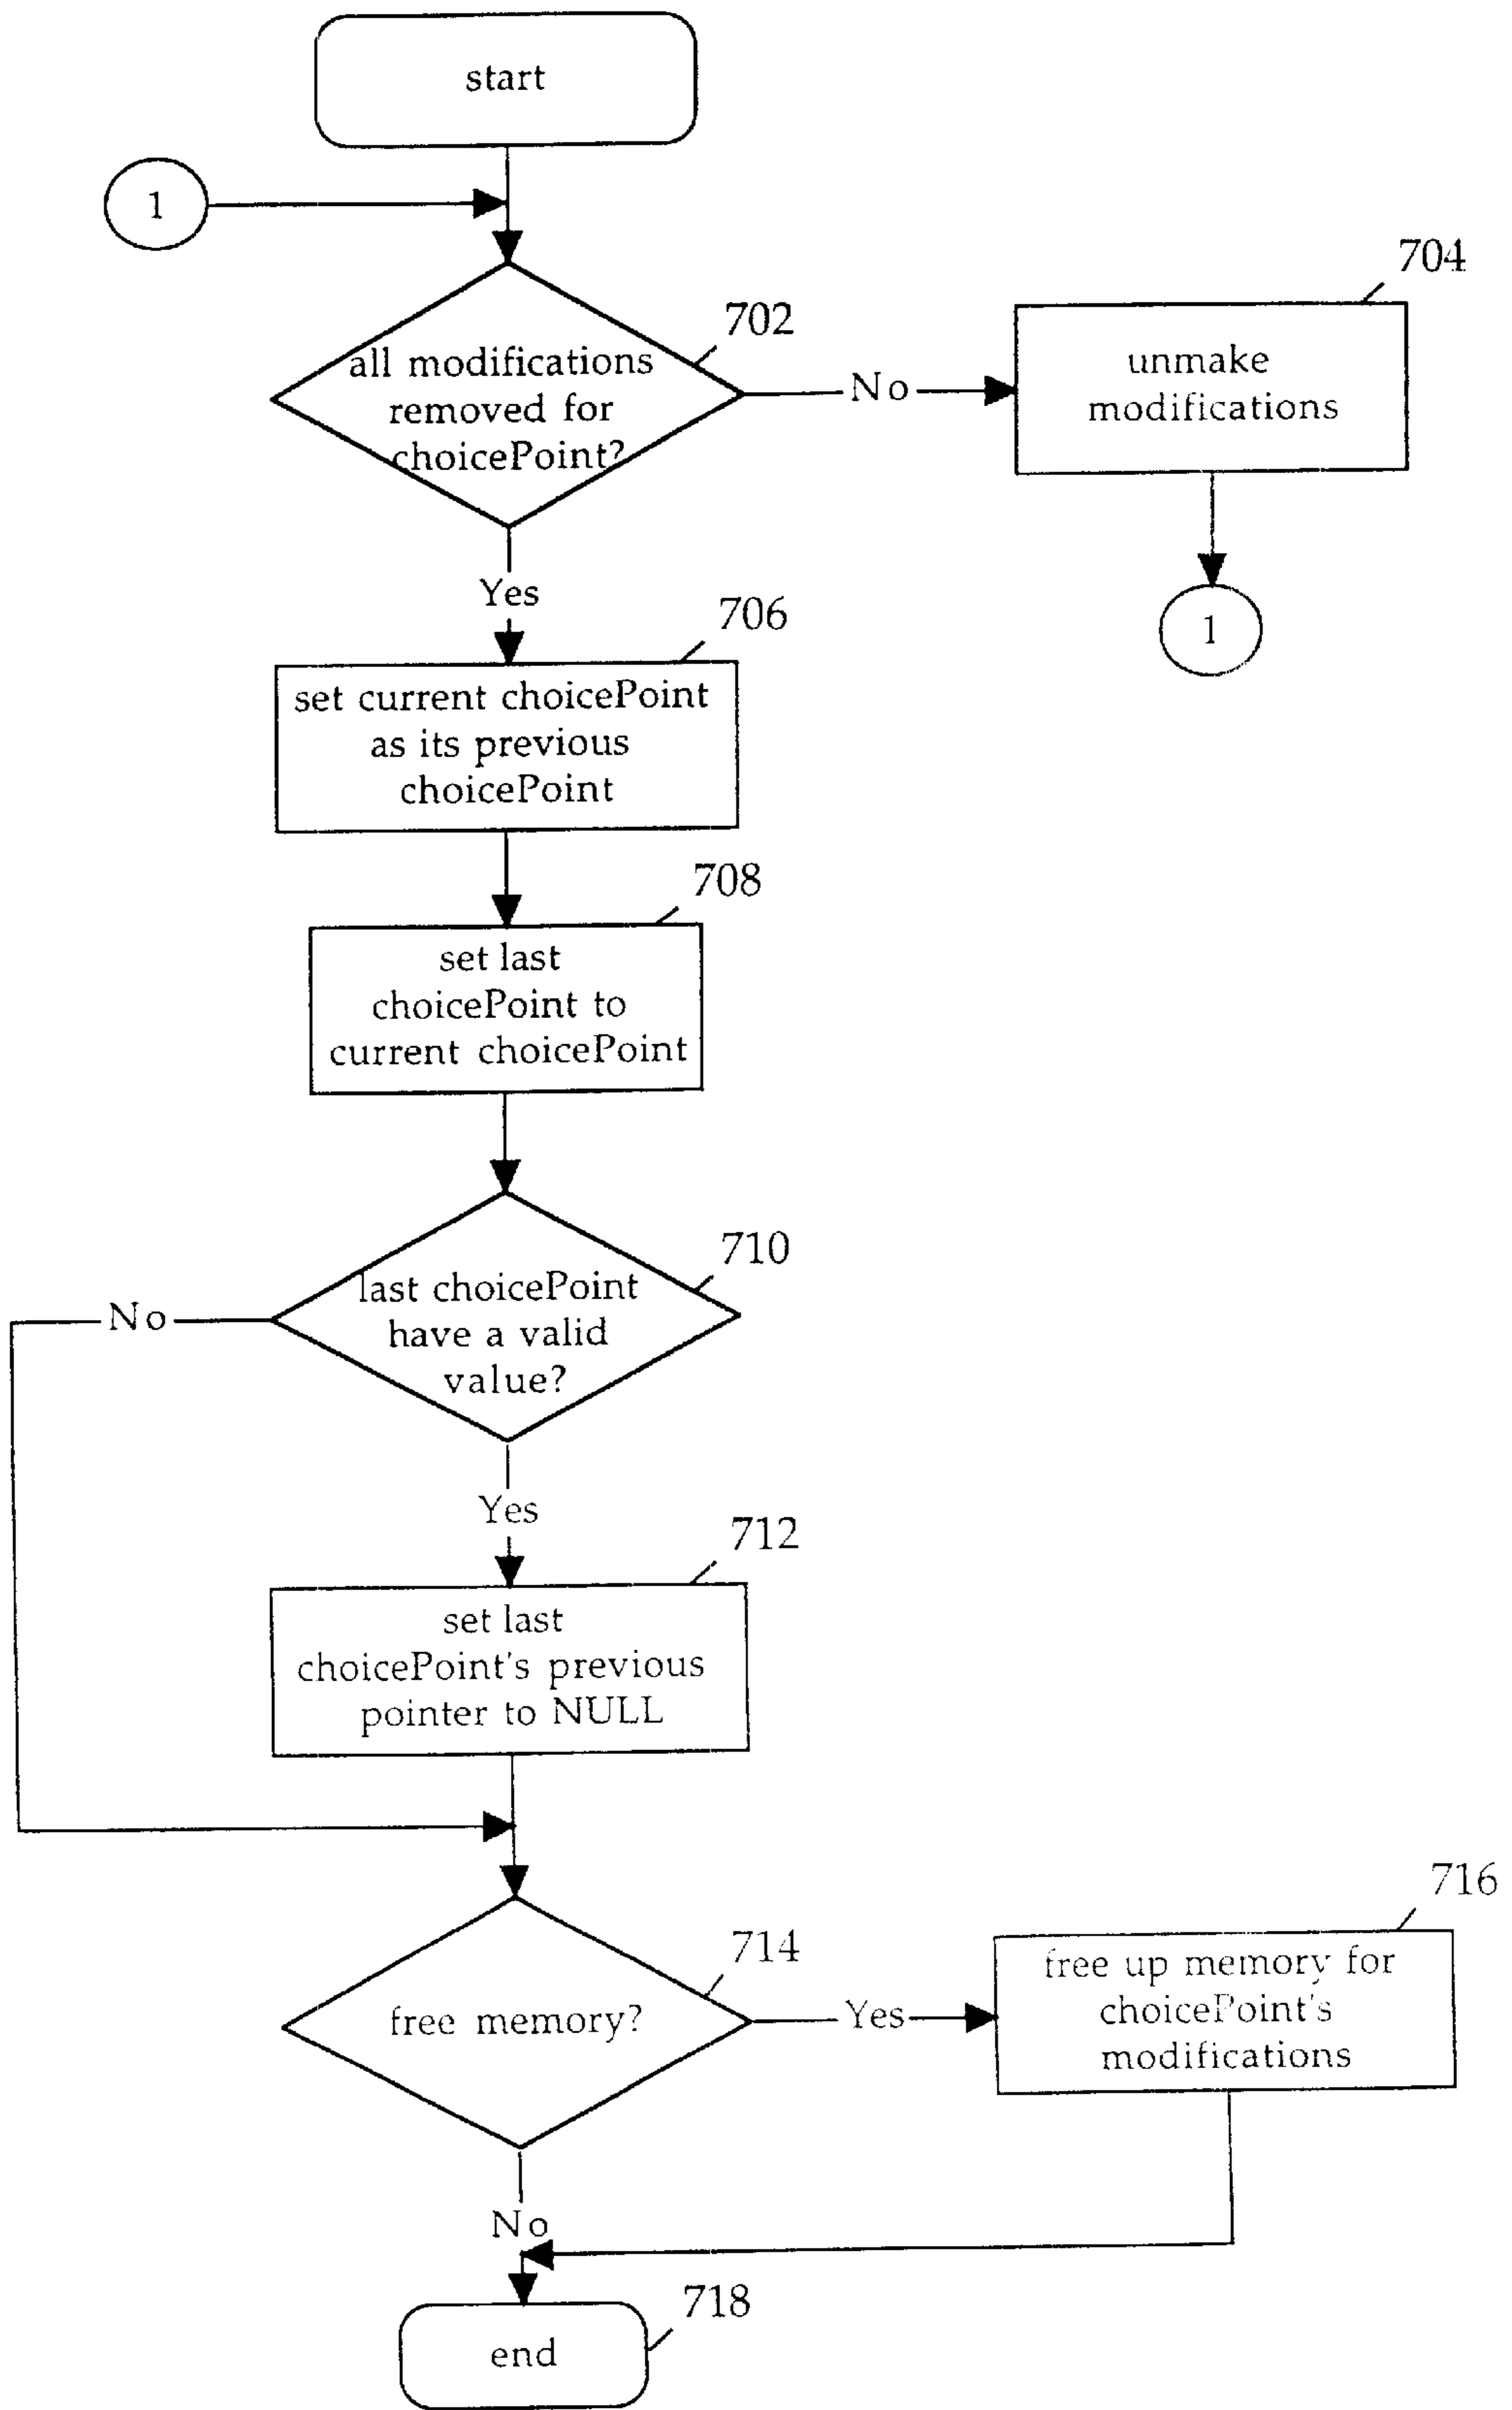 start
1
704
702
all modifications
removed for
choicePoint?
No
unmake
modifications
Yes
1
706
set current choicePoint
as its previous
choicePoint
708
set last
choicePoint to
current choicePoint
710
last choicePoint
have a valid
value?
No
Yes
712
set last
choicePoint's previous
pointer to NULL
716
714
free memory?
Yes
free up memory for
choicePoint's
modifications
No
718
end